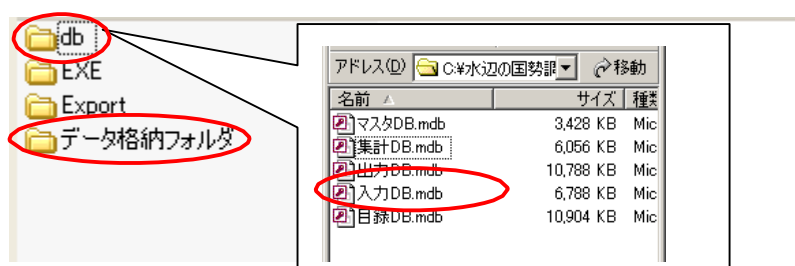 db
EXE
Export
データ格納フォルダ
アドレス(D) C:¥水辺の国勢調 移動
名前 サイズ 種類
マスタDB.mdb 3,428 KB Mic
集計DB.mdb 6,056 KB Mic
出力DB.mdb 10,788 KB Mic
入力DB.mdb 6,788 KB Mic
目録DB.mdb 10,904 KB Mic